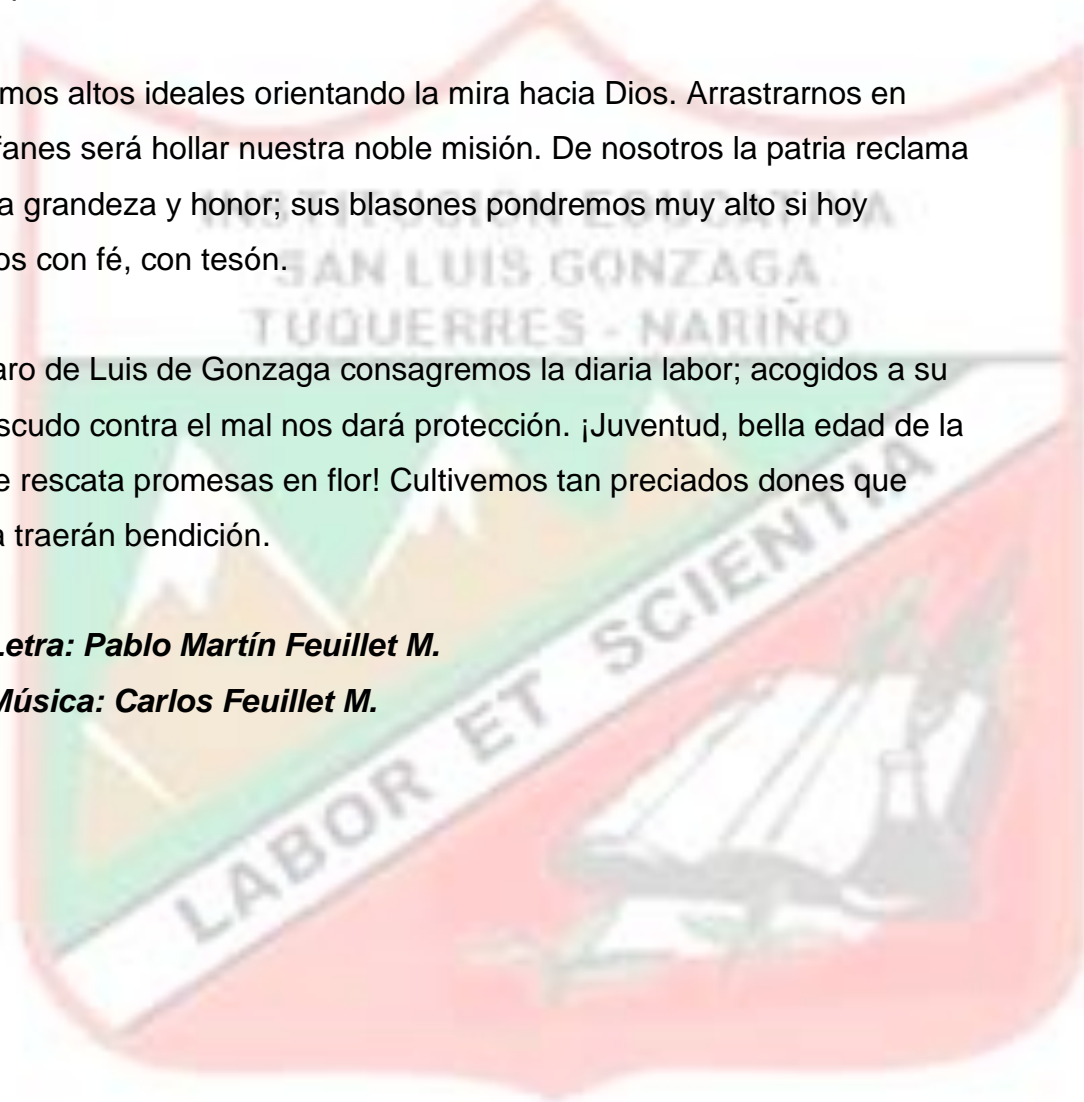 mos altos ideales orientando la mira hacia Dios. Arrastrarnos en
fanes será hollar nuestra noble misión. De nosotros la patria reclama
a grandeza y honor; sus blasones pondremos muy alto si hoy
INSTITUCIÓN EDUCATIVA
os con fé, con tesón.
SAN LUIS GONZAGA
TUQUERRES - NARIÑO
aro de Luis de Gonzaga consagremos la diaria labor; acogidos a su
scudo contra el mal nos dará protección. ¡Juventud, bella edad de la
e rescata promesas en flor! Cultivemos tan preciados dones que
a traerán bendición.
Letra: Pablo Martín Feuillet M.
Música: Carlos Feuillet M.
LABOR ET SCIENTIA